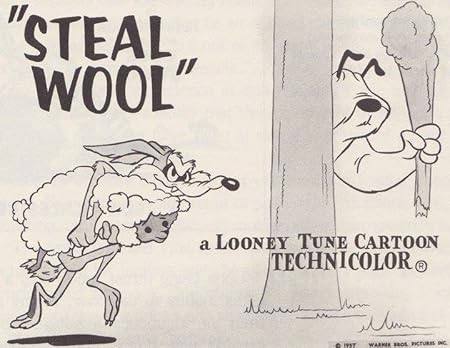 "STEAL
WOOL"
a LOONEY TUNE CARTOON
TECHNICOLOR ®
© 1957 WARNER BROS. PICTURES INC.